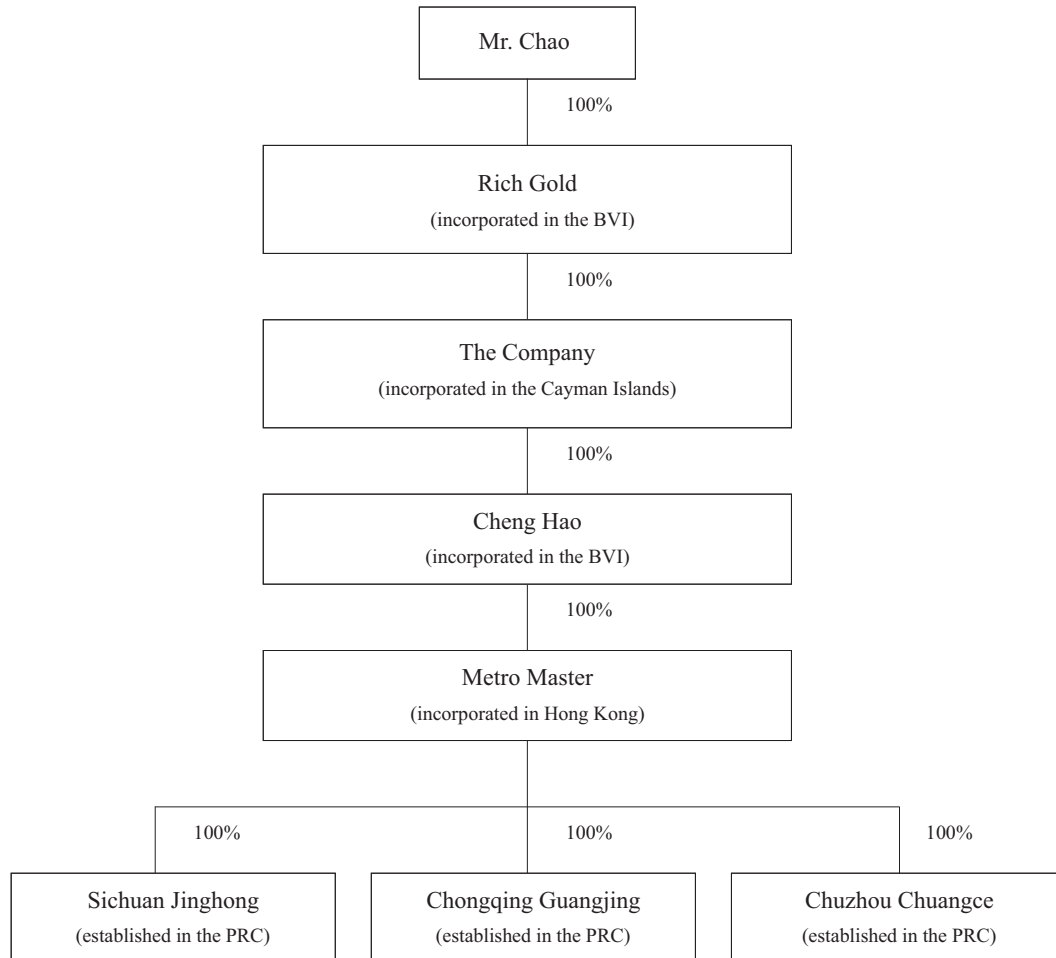 Mr. Chao
100%
Rich Gold
(incorporated in the BVI)
100%
The Company
(incorporated in the Cayman Islands)
100%
Cheng Hao
(incorporated in the BVI)
100%
Metro Master
(incorporated in Hong Kong)
100%
100%
100%
Sichuan Jinghong
(established in the PRC)
Chongqing Guangjing
(established in the PRC)
Chuzhou Chuangce
(established in the PRC)